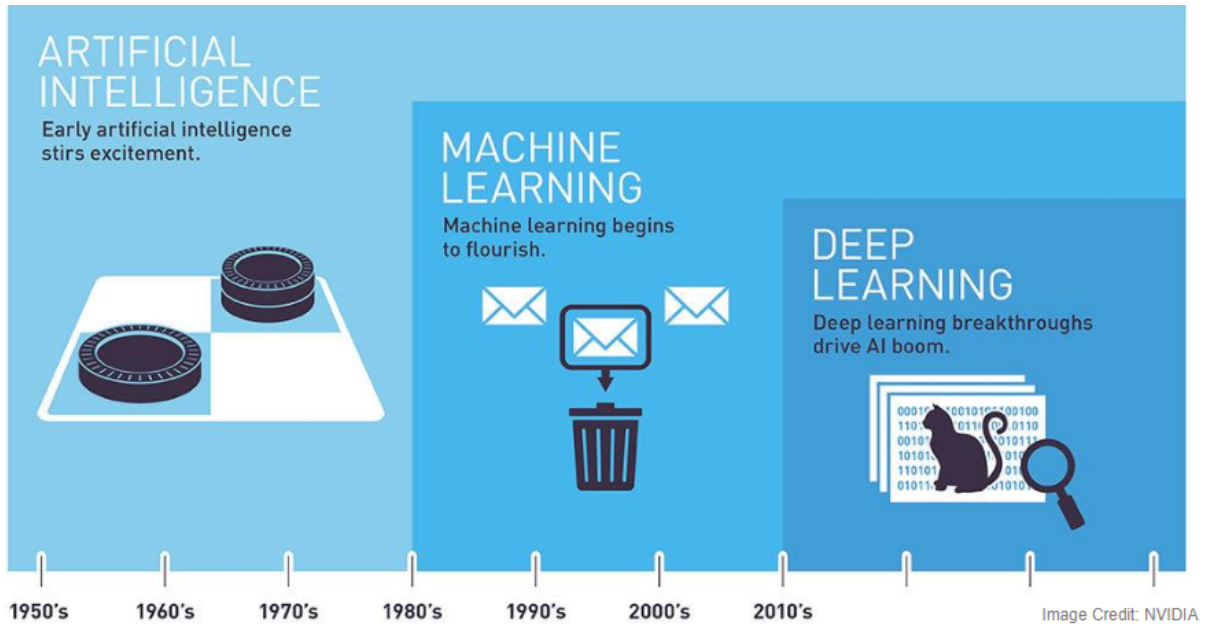 ARTIFICIAL
INTELLIGENCE
Early artificial intelligence
stirs excitement.
MACHINE
LEARNING
Machine learning begins
to flourish.
DEEP
LEARNING
Deep learning breakthroughs
drive AI boom.
1950's 1960's 1970's 1980's 1990's 2000's 2010's
Image Credit: NVIDIA